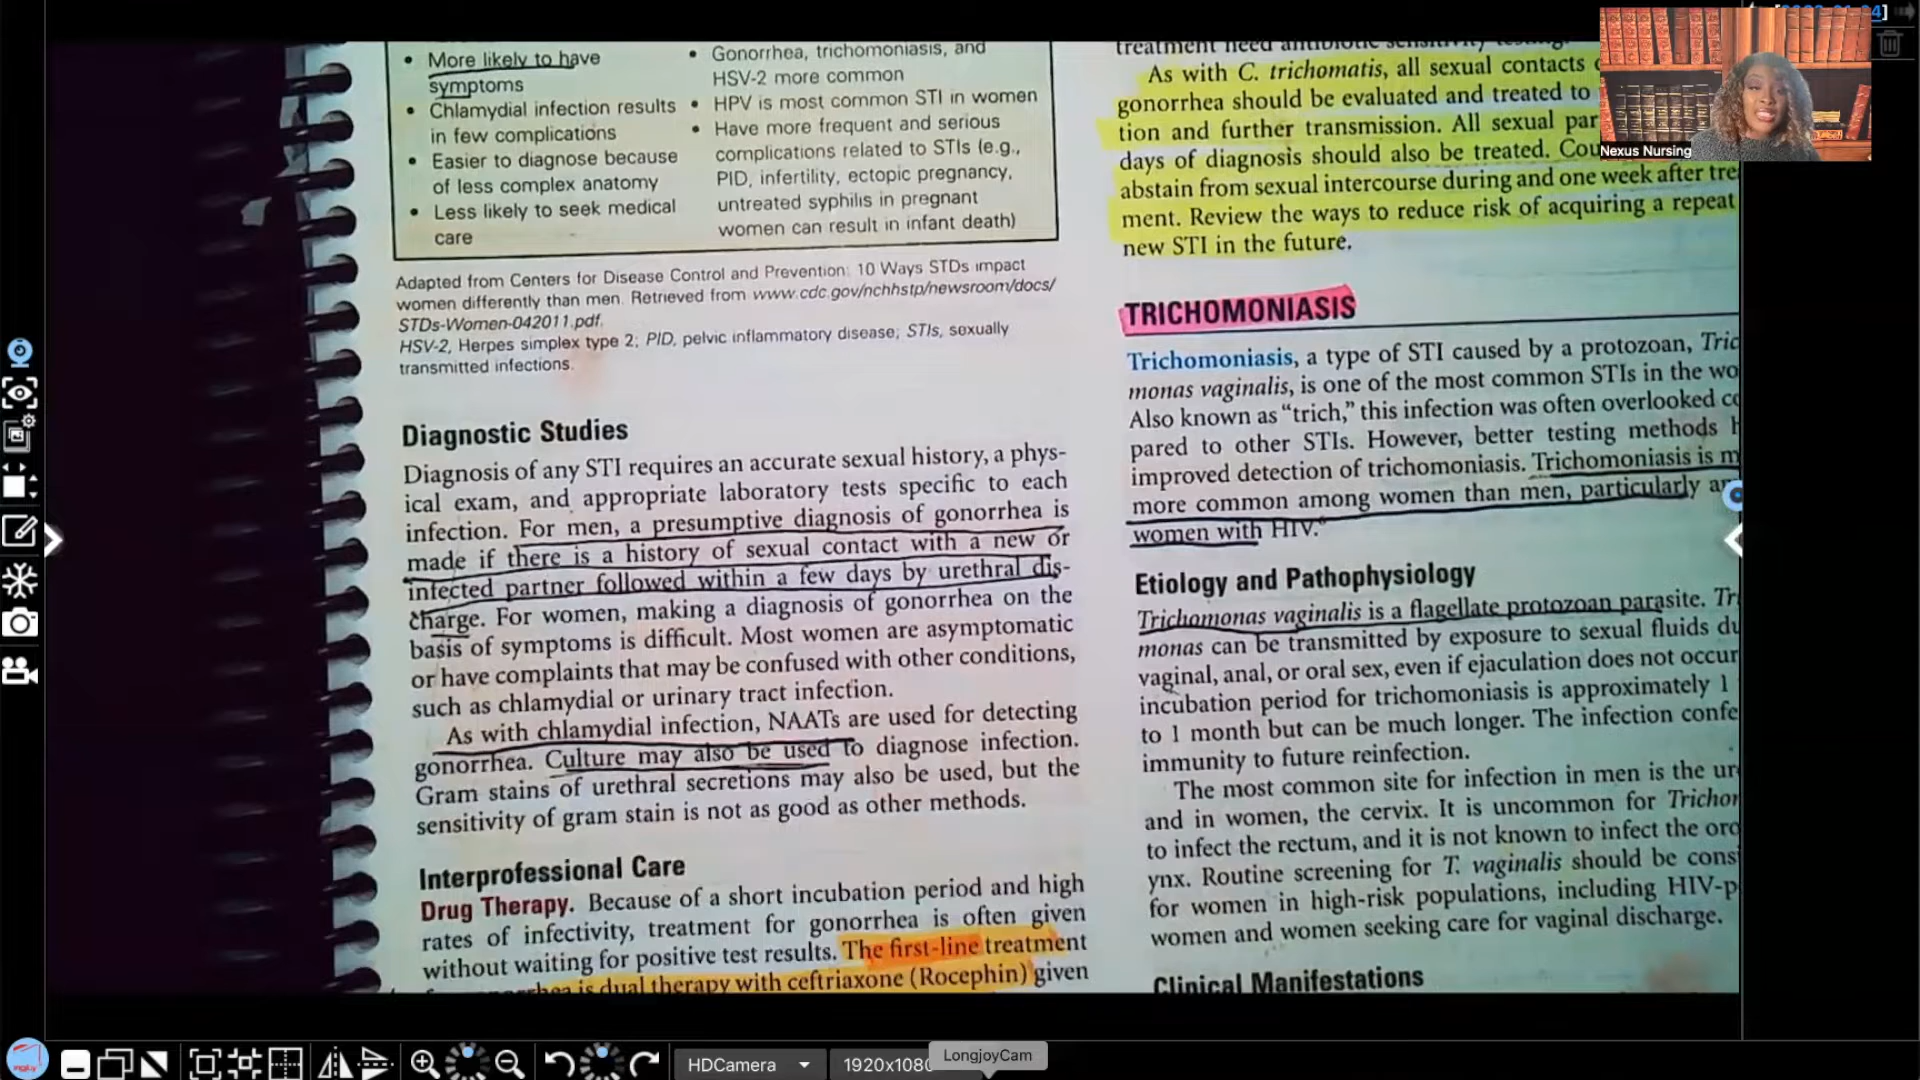 More likely to have
symptoms
Chlamydial infection results
in few complications
Easier to diagnose because
of less complex anatomy
Less likely to seek medical
care
Gonorrhea, trichomoniasis, and
HSV-2 more common
HPV is most common STI in women
Have more frequent and serious
complications related to STIs (e.g.,
PID, infertility, ectopic pregnancy,
untreated syphilis in pregnant
women can result in infant death)
Adapted from Centers for Disease Control and Prevention: 10 Ways STDs impact
women differently than men. Retrieved from www.cdc.gov/nchhstp/newsroom/docs/
STDs-Women-042011.pdf.
HSV-2, Herpes simplex type 2; PID, pelvic inflammatory disease; STIs, sexually
transmitted infections.
Diagnostic Studies
Diagnosis of any STI requires an accurate sexual history, a phys-
ical exam, and appropriate laboratory tests specific to each
infection. For men, a presumptive diagnosis of gonorrhea is
made if there is a history of sexual contact with a new or
infected partner followed within a few days by urethral dis-
charge. For women, making a diagnosis of gonorrhea on the
basis of symptoms is difficult. Most women are asymptomatic
or have complaints that may be confused with other conditions,
such as chlamydial or urinary tract infection.
As with chlamydial infection, NAATs are used for detecting
gonorrhea. Culture may also be used to diagnose infection.
Gram stains of urethral secretions may also be used, but the
sensitivity of gram stain is not as good as other methods.
Interprofessional Care
Drug Therapy. Because of a short incubation period and high
rates of infectivity, treatment for gonorrhea is often given
without waiting for positive test results. The first-line treatment
is dual therapy with ceftriaxone (Rocephin) given
treatment need antibiotic sensitivity testing.
As with C. trichomatis, all sexual contacts
gonorrhea should be evaluated and treated to
tion and further transmission. All sexual par
days of diagnosis should also be treated. Cou
abstain from sexual intercourse during and one week after trea
ment. Review the ways to reduce risk of acquiring a repeat
new STI in the future.
TRICHOMONIASIS
Trichomoniasis, a type of STI caused by a protozoan, Tric
monas vaginalis, is one of the most common STIs in the wo
Also known as “trich,” this infection was often overlooked co
pared to other STIs. However, better testing methods h
improved detection of trichomoniasis. Trichomoniasis is m
more common among women than men, particularly
women with HIV.
Etiology and Pathophysiology
Trichomonas vaginalis is a flagellate protozoan parasite. Tr
monas can be transmitted by exposure to sexual fluids du
vaginal, anal, or oral sex, even if ejaculation does not occur
incubation period for trichomoniasis is approximately 1
to 1 month but can be much longer. The infection confe
immunity to future reinfection.
The most common site for infection in men is the ur
and in women, the cervix. It is uncommon for Trichom
to infect the rectum, and it is not known to infect the oro
ynx. Routine screening for T. vaginalis should be cons
for women in high-risk populations, including HIV-p
women and women seeking care for vaginal discharge.
Clinical Manifestations
Nexus Nursing
HDCamera
1920x1080
LongjoyCam